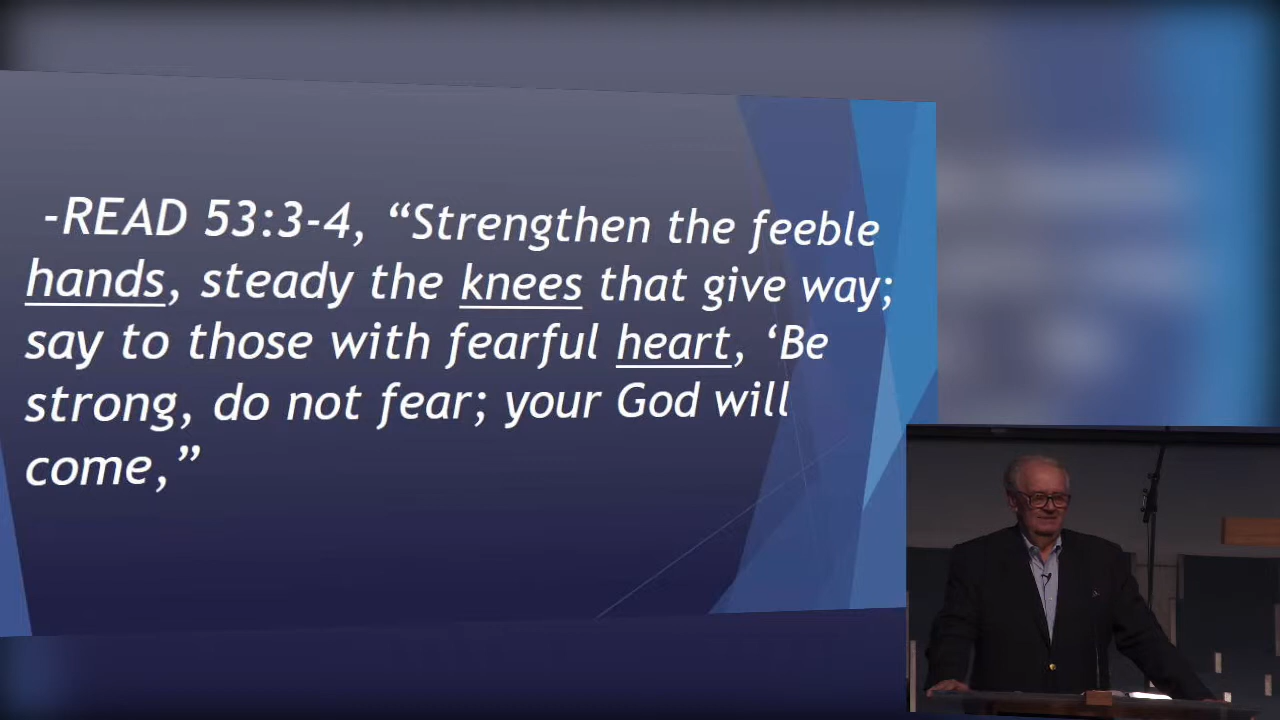 -READ 53:3-4, “Strengthen the feeble
hands, steady the knees that give way;
say to those with fearful heart, ‘Be
strong, do not fear; your God will
come,”